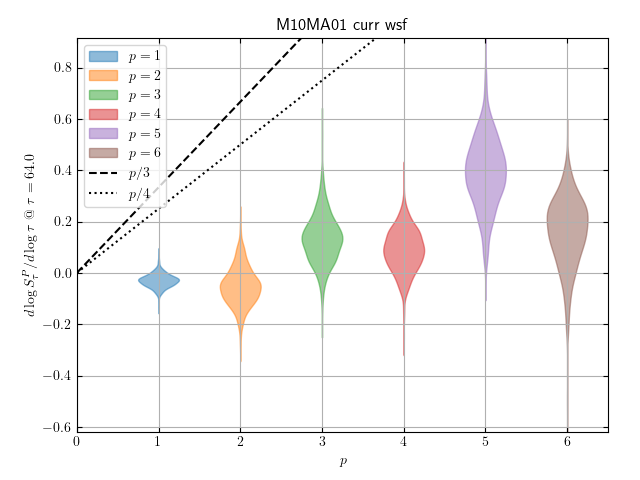 M10MA01 curr wsf
d log S_τ^P / d log τ @ τ = 64.0
0.8
0.6
0.4
0.2
0.0
−0.2
−0.4
−0.6
p = 1
p = 2
p = 3
p = 4
p = 5
p = 6
p/3
p/4
0 1 2 3 4 5 6
p